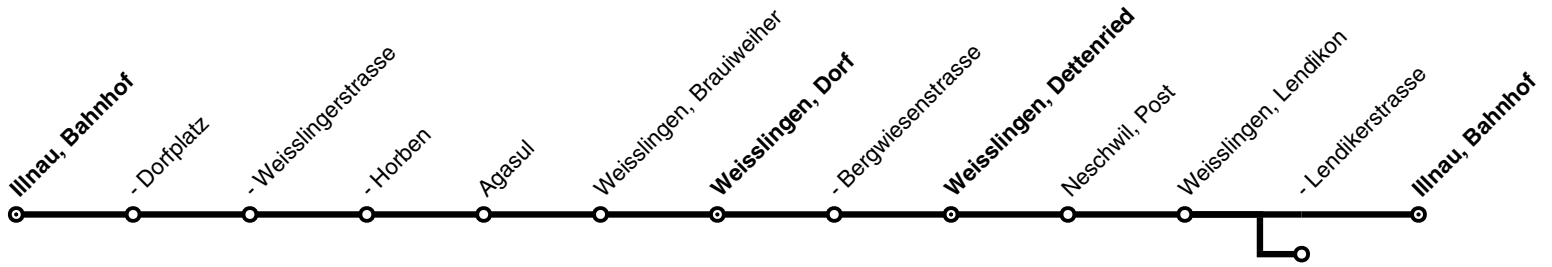 Illnau, Bahnhof
- Dorfplatz
- Weisslingerstrasse
- Horben
Agasul
Weisslingen, Brauiweiher
Weisslingen, Dorf
- Bergwiesenstrasse
Weisslingen, Dettenried
Neschwil, Post
Weisslingen, Lendikon
- Lendikerstrasse
Illnau, Bahnhof